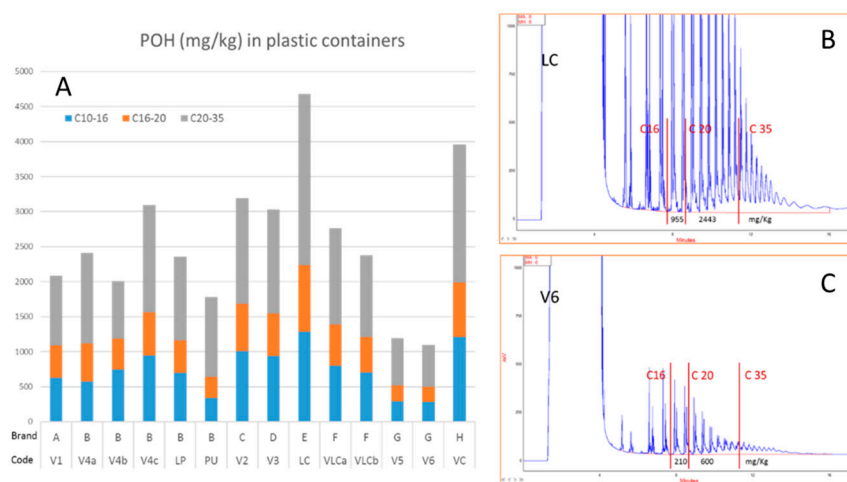 POH (mg/kg) in plastic containers
A
C10-16 C16-20 C20-35
5000
4500
4000
3500
3000
2500
2000
1500
1000
500
0
Brand A B B B B B C D E F F G G H
Code V1 V4a V4b V4c LP PU V2 V3 LC VLCa VLCb V5 V6 VC
B
LC
C16 C 20 C 35
955 2443 mg/Kg
Minutes
C
V6
C16 C 20 C 35
210 600 mg/Kg
Minutes